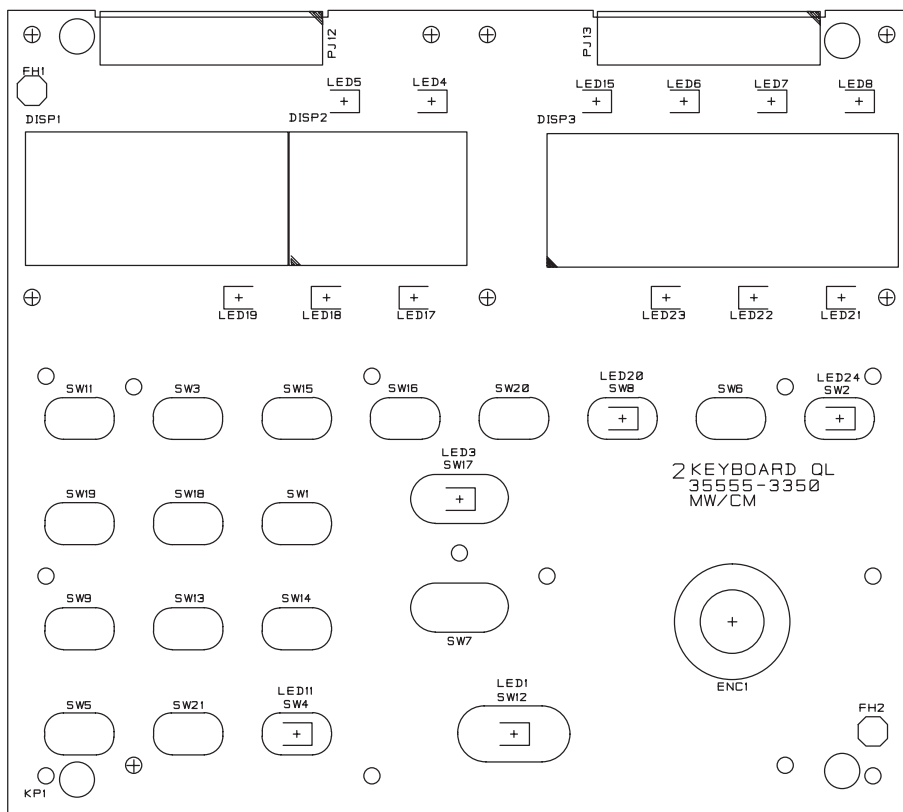 PJ12
PJ13
FH1
LED5
LED4
LED15
LED6
LED7
LED8
DISP1
DISP2
DISP3
LED19
LED18
LED17
LED23
LED22
LED21
SW11
SW3
SW15
SW16
SW20
LED20
SW8
SW6
LED24
SW2
LED3
SW17
2 KEYBOARD QL
35555-3350
MW/CM
SW19
SW18
SW1
SW9
SW13
SW14
SW7
ENC1
SW5
SW21
LED11
SW4
LED1
SW12
FH2
KP1